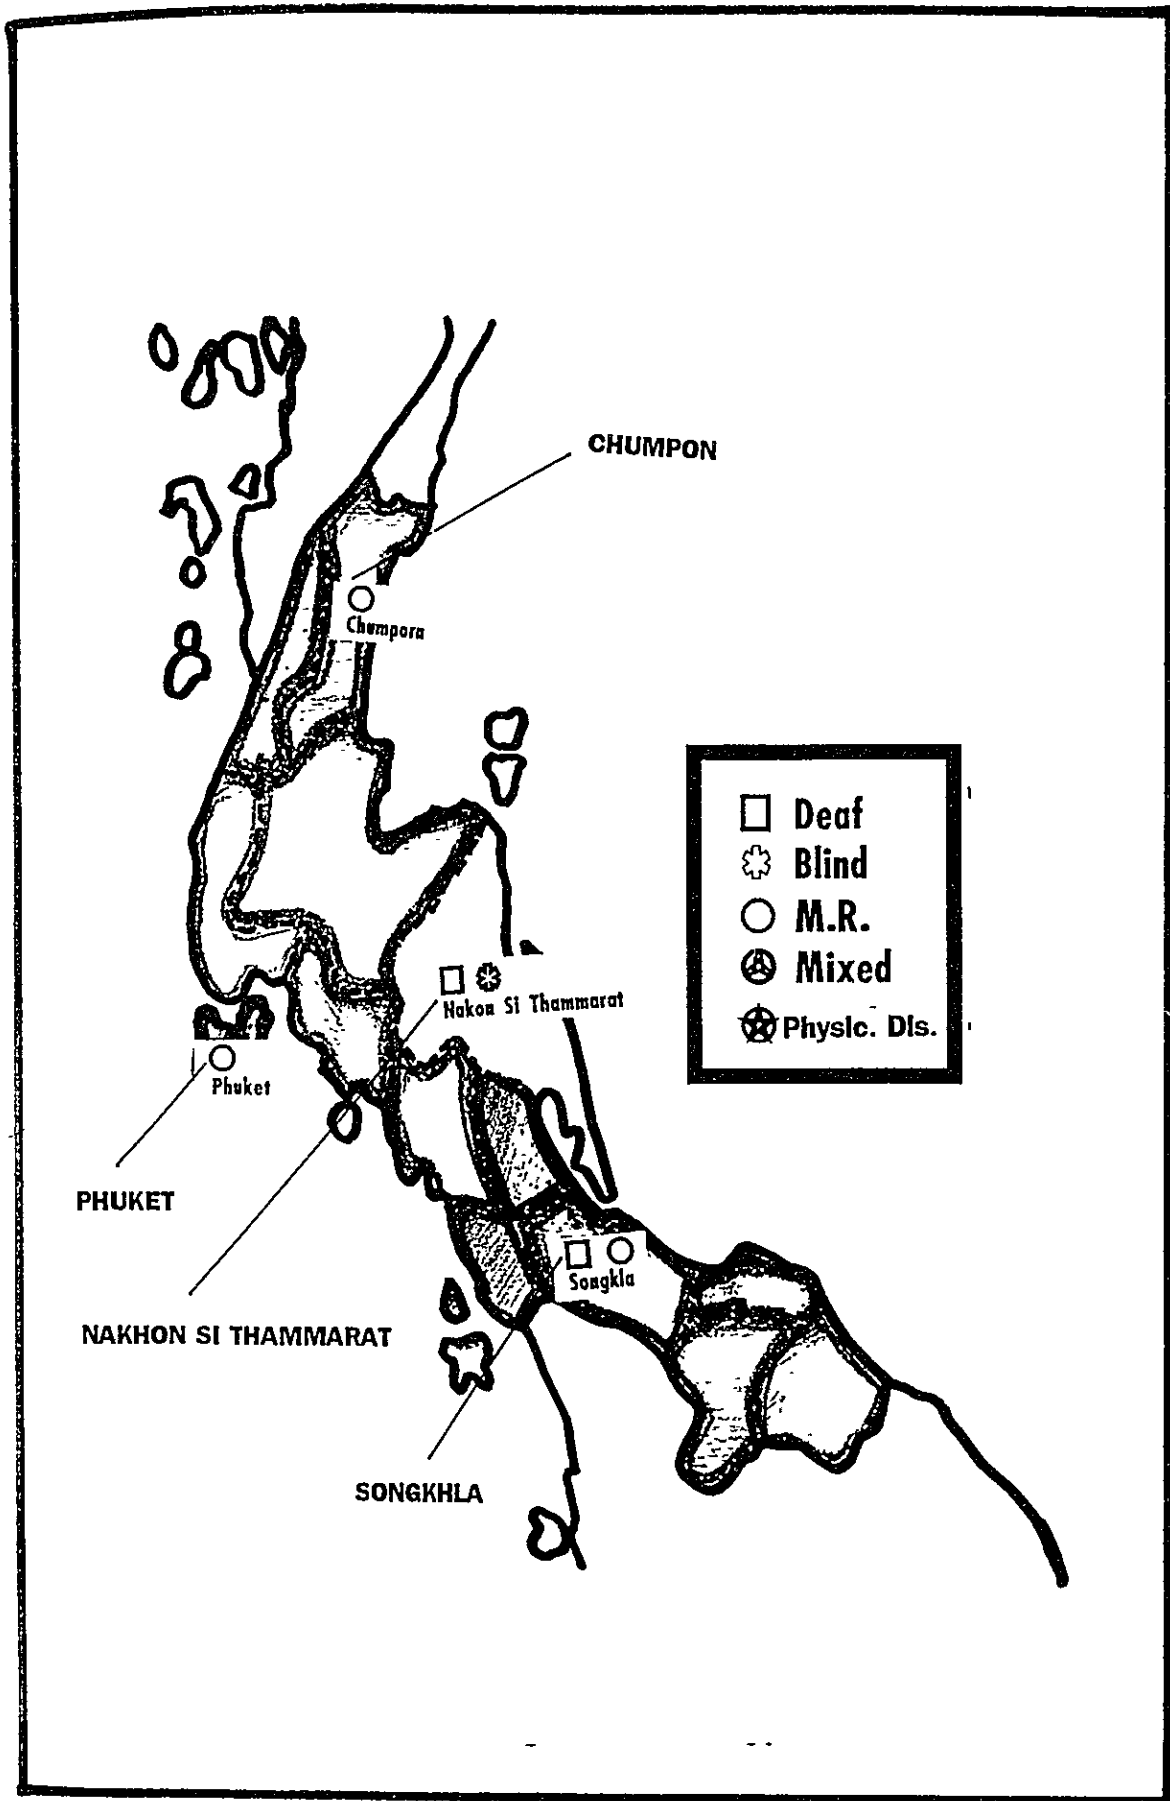 CHUMPON
Chumpora
Deaf
Blind
M.R.
Mixed
Physic. Dis.
Nakon Si Thammarat
Phuket
PHUKET
Songkla
NAKHON SI THAMMARAT
SONGKHLA